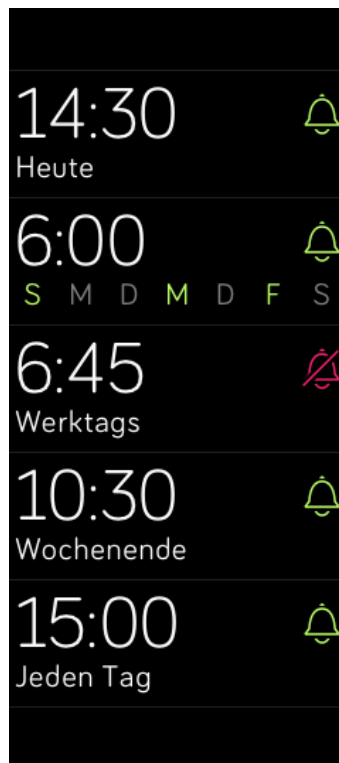 14:30
Heute
6:00
S M D M D F S
6:45
Werktags
10:30
Wochenende
15:00
Jeden Tag